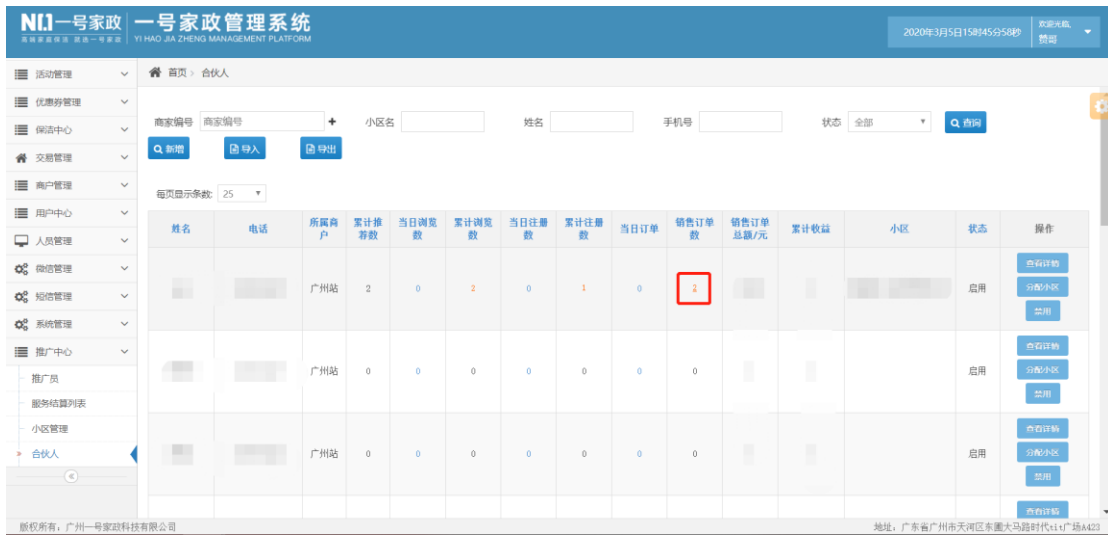 一号家政
一号家政管理系统
YI HAO JIA ZHENG MANAGEMENT PLATFORM
2020年3月5日15时45分58秒
欢迎光临,
赞哥
活动管理
优惠券管理
保洁中心
交易管理
商户管理
用户中心
人员管理
微信管理
短信管理
系统管理
推广中心
推广员
服务结算列表
小区管理
合伙人
首页 > 合伙人
商家编号 商家编号 小区名 姓名 手机号 状态 全部 查询
新增 导入 导出
每页显示条数: 25
姓名 电话 所属商户 累计推荐数 当日浏览数 累计浏览数 当日注册数 累计注册数 当日订单 销售订单数 销售订单总额/元 累计收益 小区 状态 操作
广州站 2 0 2 0 1 0 2 启用
查看详情
分配小区
禁用
广州站 0 0 0 0 0 0 0 启用
查看详情
分配小区
禁用
广州站 0 0 0 0 0 0 0 启用
查看详情
分配小区
禁用
查看详情
版权所有:广州一号家政科技有限公司
地址:广东省广州市天河区东圃大马路时代tit广场A423